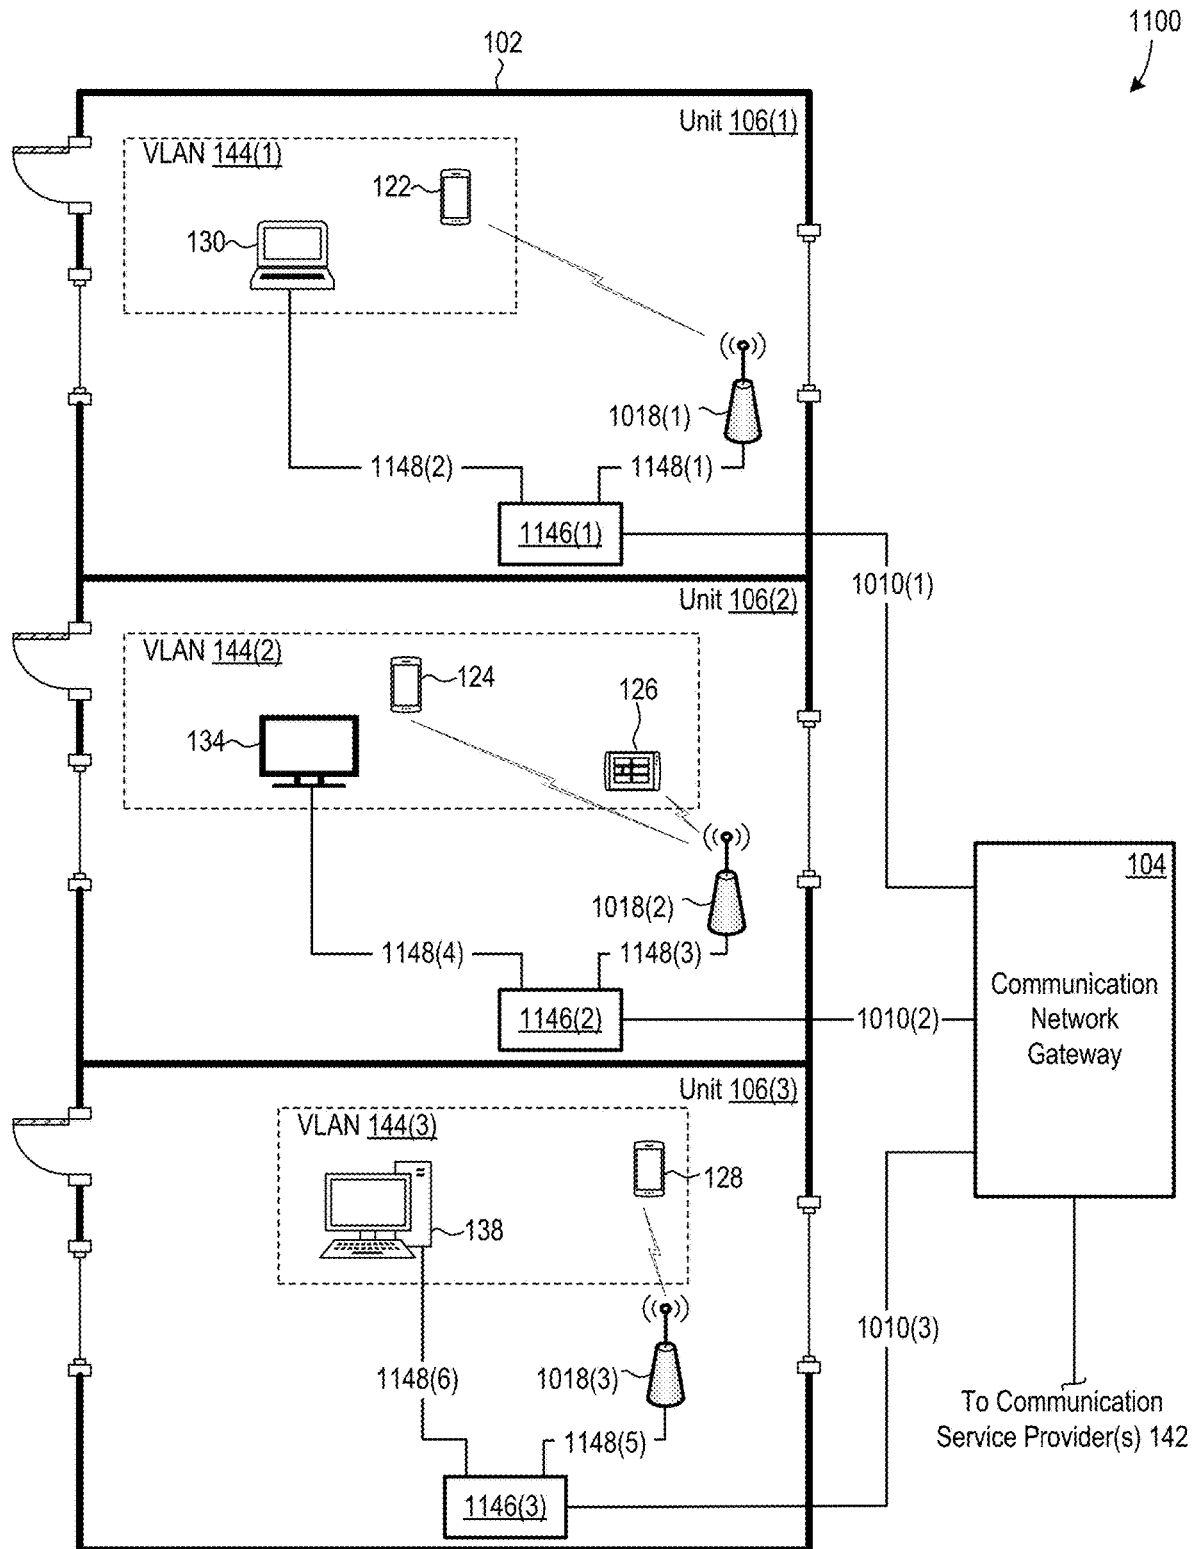 1100
102
Unit 106(1)
VLAN 144(1)
122
130
1018(1)
1148(2)
1148(1)
1146(1)
1010(1)
Unit 106(2)
VLAN 144(2)
124
126
134
104
1018(2)
1148(4)
1148(3)
Communication
Network
Gateway
1146(2)
1010(2)
Unit 106(3)
VLAN 144(3)
128
138
1010(3)
1148(6)
1018(3)
To Communication
Service Provider(s) 142
1148(5)
1146(3)